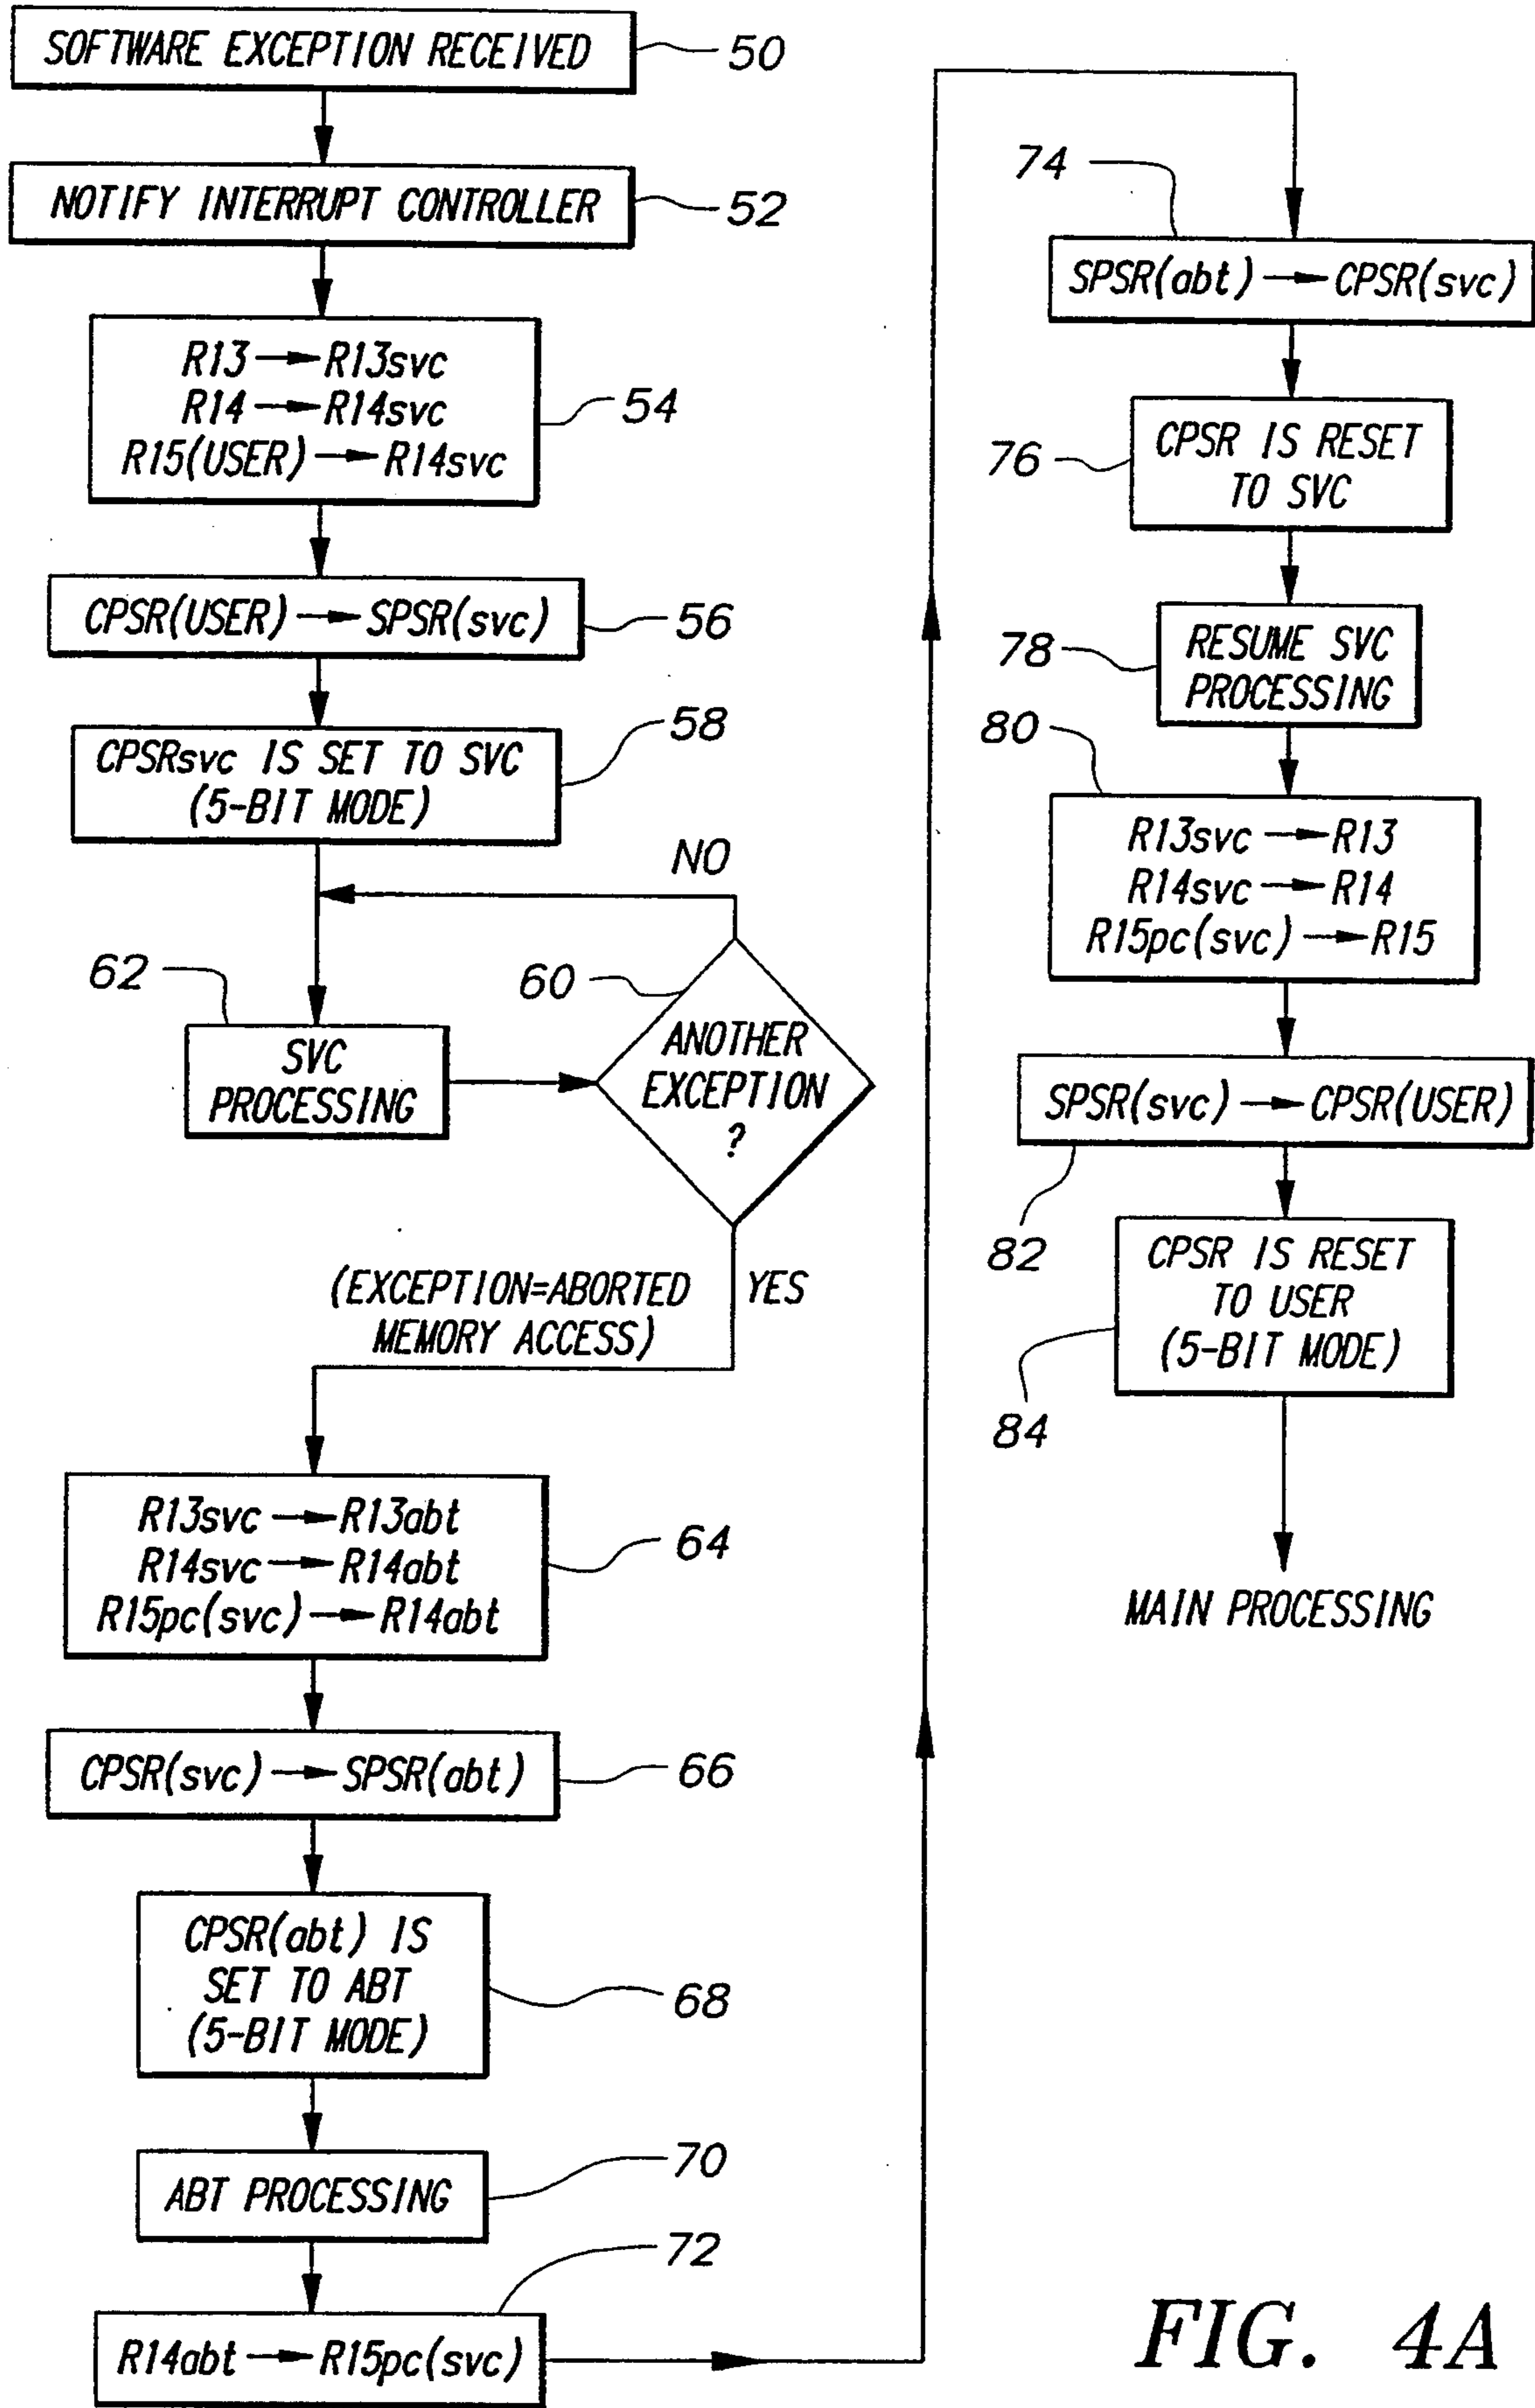 SOFTWARE EXCEPTION RECEIVED
50
NOTIFY INTERRUPT CONTROLLER
52
R13 → R13svc
R14 → R14svc
R15(USER) → R14svc
54
CPSR(USER) → SPSR(svc)
56
CPSRsvc IS SET TO SVC
(5-BIT MODE)
58
NO
62
SVC
PROCESSING
60
ANOTHER
EXCEPTION
?
(EXCEPTION=ABORTED
MEMORY ACCESS)
YES
R13svc → R13abt
R14svc → R14abt
R15pc(svc) → R14abt
64
CPSR(svc) → SPSR(abt)
66
CPSR(abt) IS
SET TO ABT
(5-BIT MODE)
68
ABT PROCESSING
70
72
R14abt → R15pc(svc)
74
SPSR(abt) → CPSR(svc)
76
CPSR IS RESET
TO SVC
78
RESUME SVC
PROCESSING
80
R13svc → R13
R14svc → R14
R15pc(svc) → R15
SPSR(svc) → CPSR(USER)
82
CPSR IS RESET
TO USER
(5-BIT MODE)
84
MAIN PROCESSING
FIG. 4A